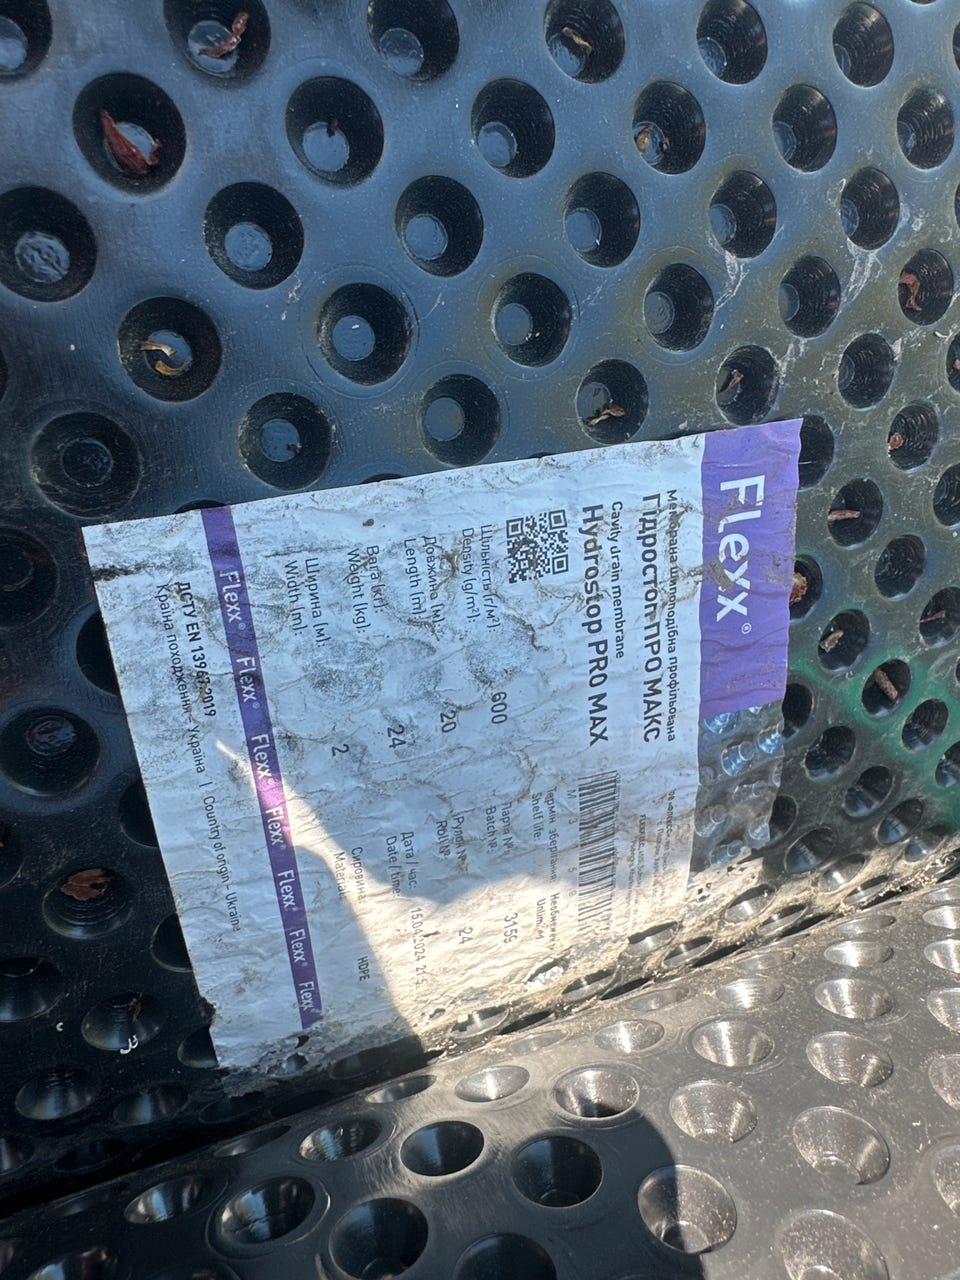 Flexx®
Мембрана шиповидна профільована
Гідростоп ПРО МАКС
Cavity drain membrane
Hydrostop PRO MAX
Щільність (г/м²):
Density (g/m²): 600
Довжина (м):
Length (m): 20
Вага (кг):
Weight (kg): 24
Ширина (м):
Width (m): 2
Термін зберігання:
Shelf life:
Партія №
Batch №: 3159
Рулон №:
Roll №: 24
Дата / час:
Date / time:
Сировина:
Material: HDPE
Flexx® Flexx® Flexx® Flexx® Flexx® Flexx® Flexx®
ДСТУ EN 13967:2019
Країна походження - Україна | Country of origin - Ukraine